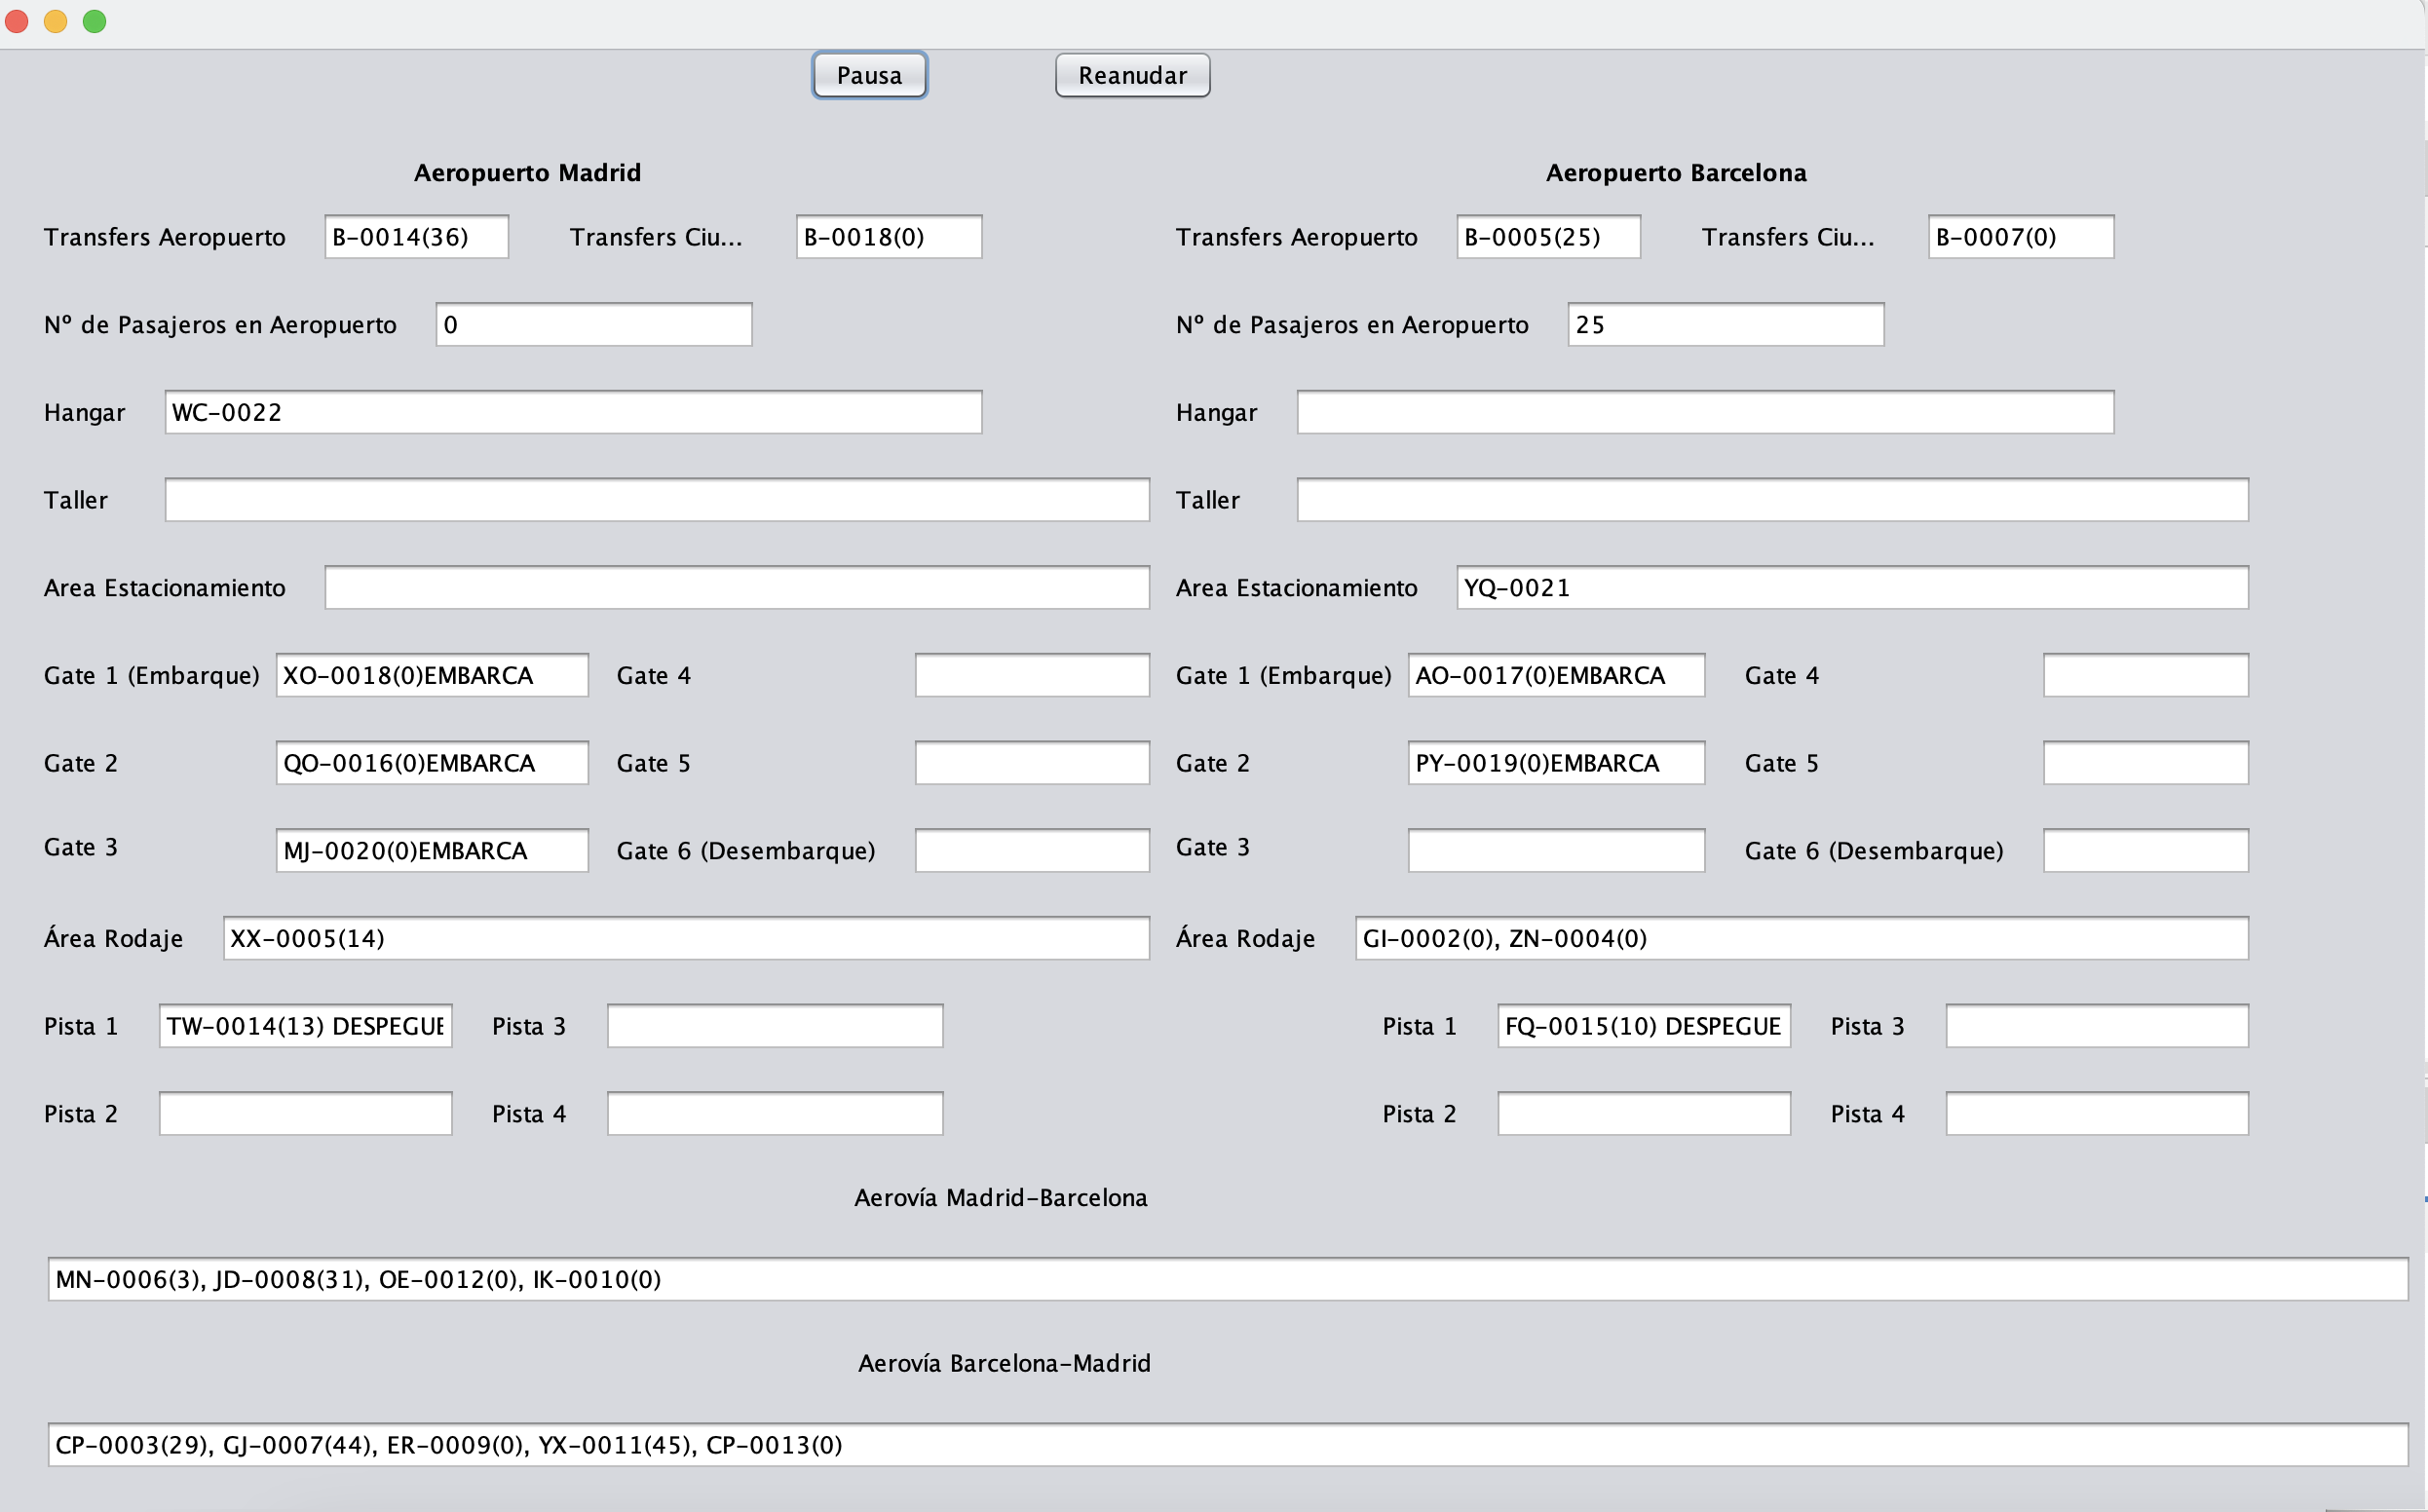 Pausa Reanudar
Aeropuerto Madrid Aeropuerto Barcelona
Transfers Aeropuerto B-0014(36) Transfers Ciu... B-0018(0) Transfers Aeropuerto B-0005(25) Transfers Ciu... B-0007(0)
Nº de Pasajeros en Aeropuerto 0 Nº de Pasajeros en Aeropuerto 25
Hangar WC-0022 Hangar
Taller Taller
Area Estacionamiento Area Estacionamiento YQ-0021
Gate 1 (Embarque) XO-0018(0)EMBARCA Gate 4 Gate 1 (Embarque) AO-0017(0)EMBARCA Gate 4
Gate 2 QO-0016(0)EMBARCA Gate 5 Gate 2 PY-0019(0)EMBARCA Gate 5
Gate 3 MJ-0020(0)EMBARCA Gate 6 (Desembarque) Gate 3 Gate 6 (Desembarque)
Área Rodaje XX-0005(14) Área Rodaje GI-0002(0), ZN-0004(0)
Pista 1 TW-0014(13) DESPEGUE Pista 3 Pista 1 FQ-0015(10) DESPEGUE Pista 3
Pista 2 Pista 4 Pista 2 Pista 4
Aerovía Madrid-Barcelona
MN-0006(3), JD-0008(31), OE-0012(0), IK-0010(0)
Aerovía Barcelona-Madrid
CP-0003(29), GJ-0007(44), ER-0009(0), YX-0011(45), CP-0013(0)